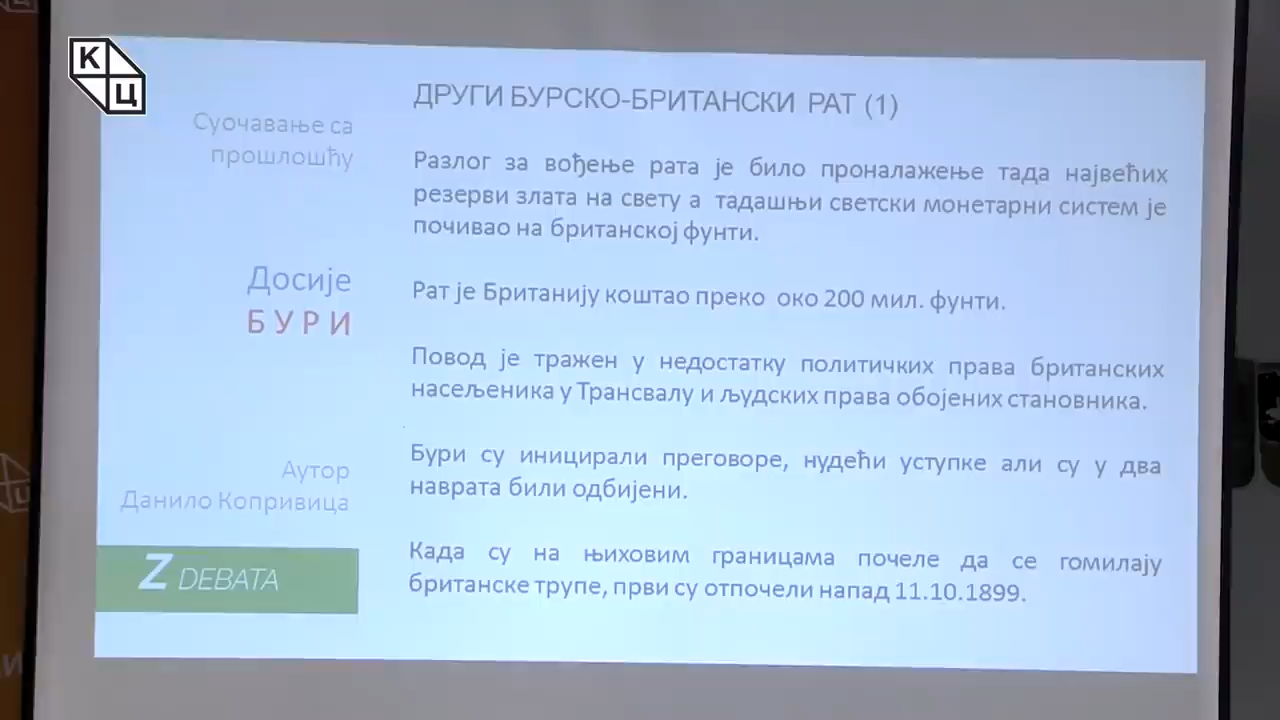 К
Ц
Суочавање са
прошлошћу
Досије
БУРИ
Аутор
Данило Копривица
Z DEBATA
ДРУГИ БУРСКО-БРИТАНСКИ РАТ (1)
Разлог за вођење рата је било проналажење тада највећих
резерви злата на свету а тадашњи светски монетарни систем је
почивао на британској фунти.
Рат је Британију коштао преко око 200 мил. фунти.
Повод је тражен у недостатку политичких права британских
насељеника у Трансвалу и људских права обојених становника.
Бури су иницирали преговоре, нудећи уступке али су у два
наврата били одбијени.
Када су на њиховим границама почеле да се гомилају
британске трупе, први су отпочели напад 11.10.1899.